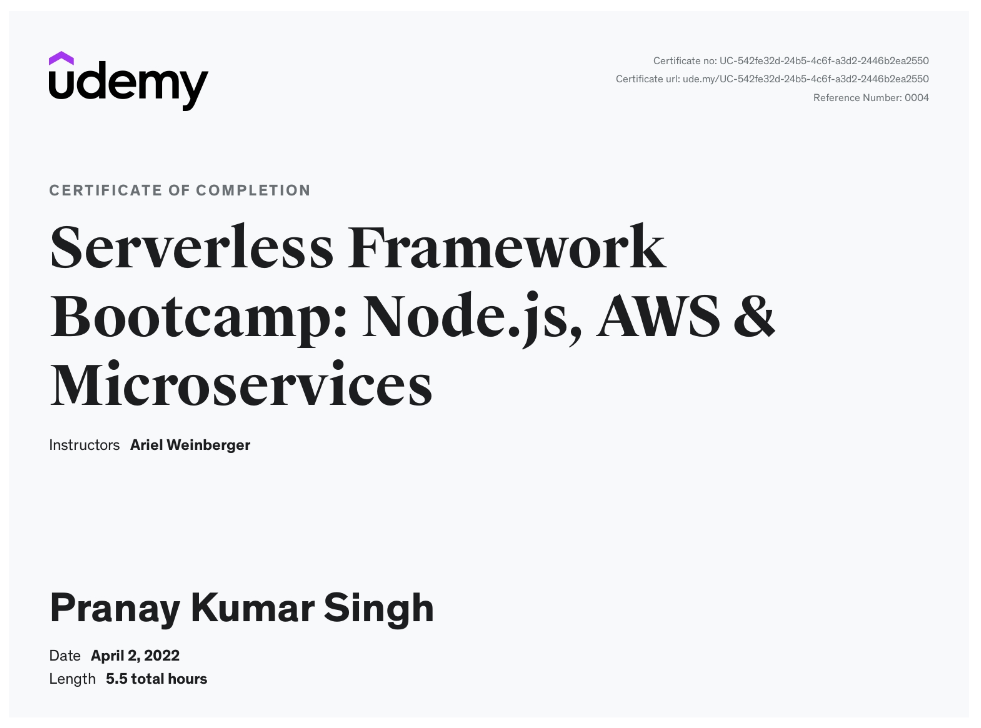 udemy
Certificate no: UC-542fe32d-24b5-4c6f-a3d2-2446b2ea2550
Certificate url: ude.my/UC-542fe32d-24b5-4c6f-a3d2-2446b2ea2550
Reference Number: 0004
CERTIFICATE OF COMPLETION
Serverless Framework
Bootcamp: Node.js, AWS &
Microservices
Instructors Ariel Weinberger
Pranay Kumar Singh
Date April 2, 2022
Length 5.5 total hours